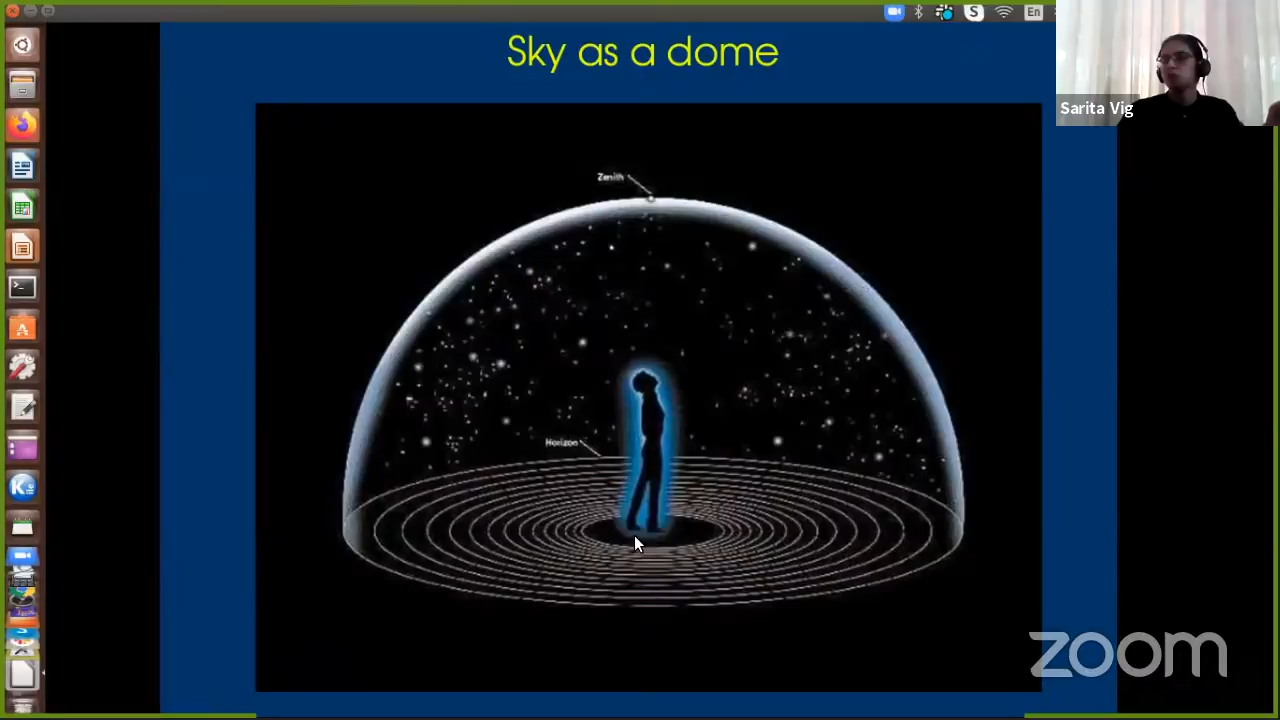 S
En
Sky as a dome
Sarita Vig
Zenith
Horizon
zoom